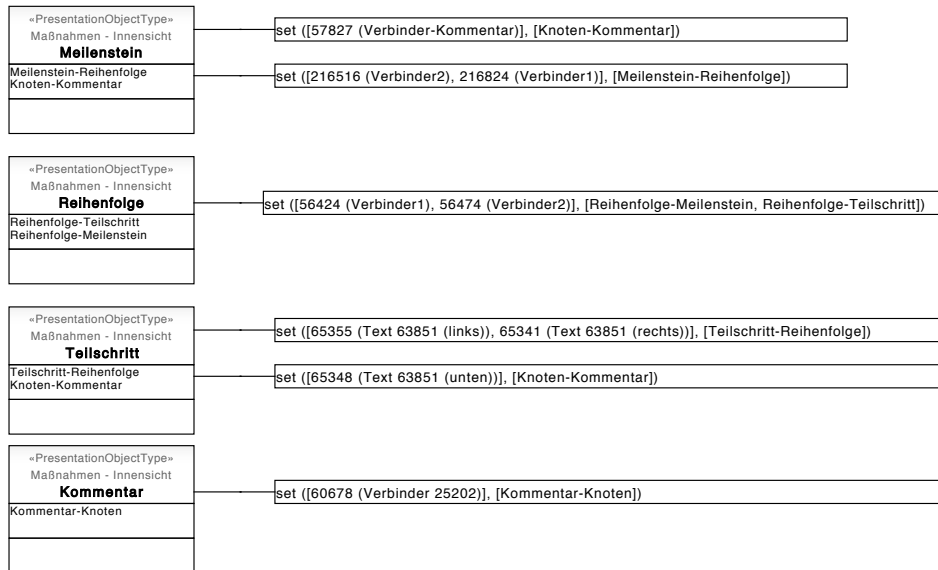 «PresentationObjectType»
Maßnahmen - Innensicht
Meilenstein
Meilenstein-Reihenfolge
Knoten-Kommentar
set ([57827 (Verbinder-Kommentar)], [Knoten-Kommentar])
set ([216516 (Verbinder2), 216824 (Verbinder1)], [Meilenstein-Reihenfolge])
«PresentationObjectType»
Maßnahmen - Innensicht
Reihenfolge
Reihenfolge-Teilschritt
Reihenfolge-Meilenstein
set ([56424 (Verbinder1), 56474 (Verbinder2)], [Reihenfolge-Meilenstein, Reihenfolge-Teilschritt])
«PresentationObjectType»
Maßnahmen - Innensicht
Teilschritt
Teilschritt-Reihenfolge
Knoten-Kommentar
set ([65355 (Text 63851 (links)), 65341 (Text 63851 (rechts))], [Teilschritt-Reihenfolge])
set ([65348 (Text 63851 (unten))], [Knoten-Kommentar])
«PresentationObjectType»
Maßnahmen - Innensicht
Kommentar
Kommentar-Knoten
set ([60678 (Verbinder 25202)], [Kommentar-Knoten])